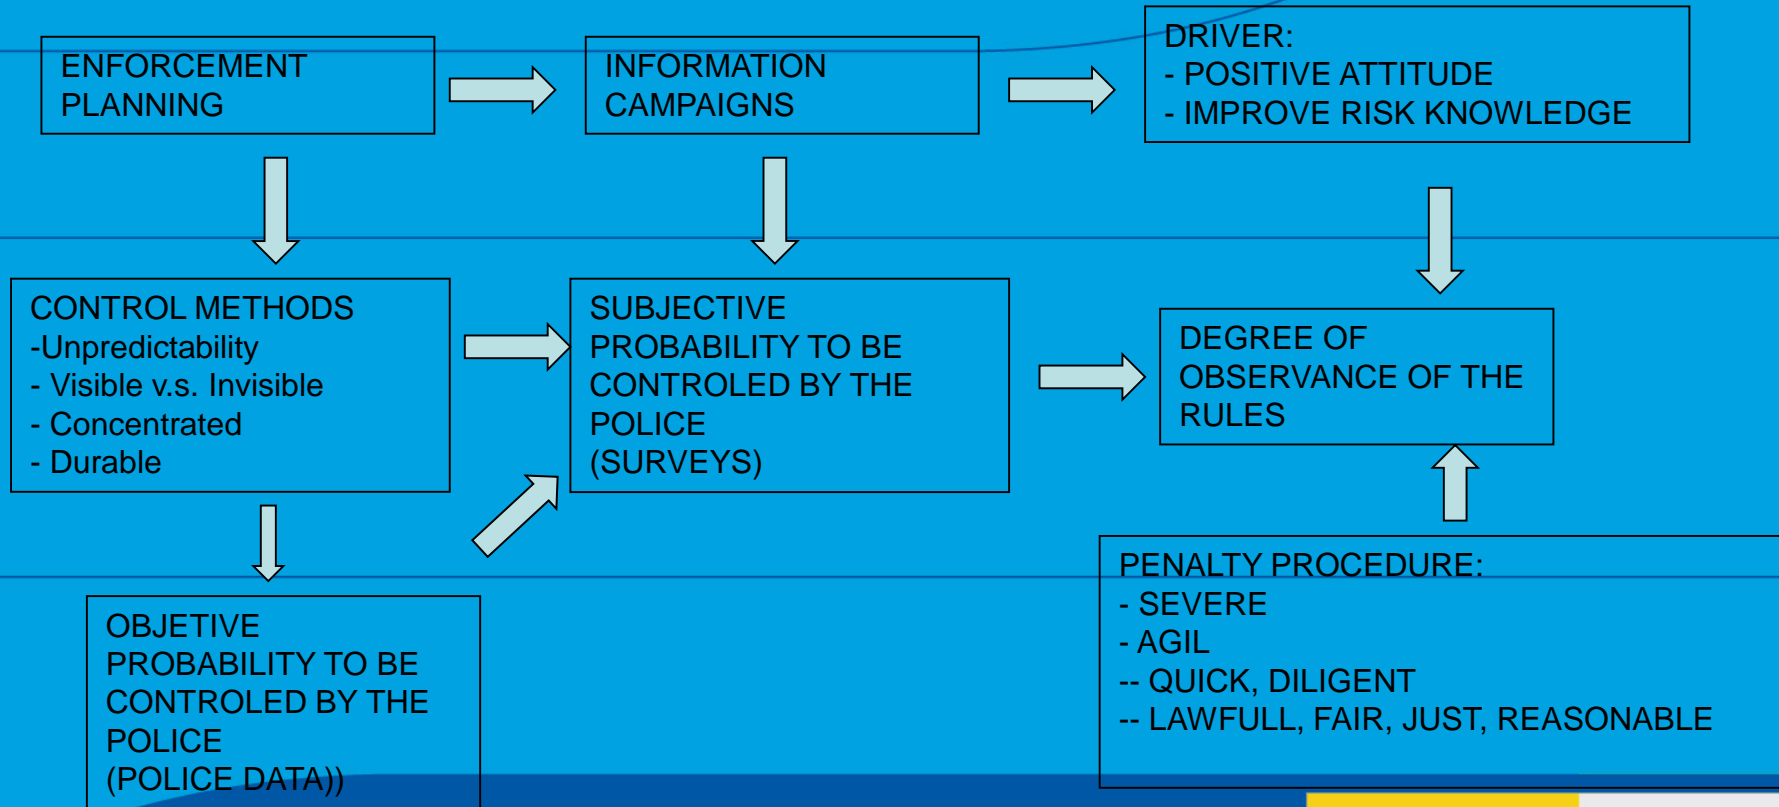 ENFORCEMENT
PLANNING
INFORMATION
CAMPAIGNS
DRIVER:
- POSITIVE ATTITUDE
- IMPROVE RISK KNOWLEDGE
CONTROL METHODS
-Unpredictability
- Visible v.s. Invisible
- Concentrated
- Durable
SUBJECTIVE
PROBABILITY TO BE
CONTROLED BY THE
POLICE
(SURVEYS)
DEGREE OF
OBSERVANCE OF THE
RULES
OBJETIVE
PROBABILITY TO BE
CONTROLED BY THE
POLICE
(POLICE DATA))
PENALTY PROCEDURE:
- SEVERE
- AGIL
-- QUICK, DILIGENT
-- LAWFULL, FAIR, JUST, REASONABLE